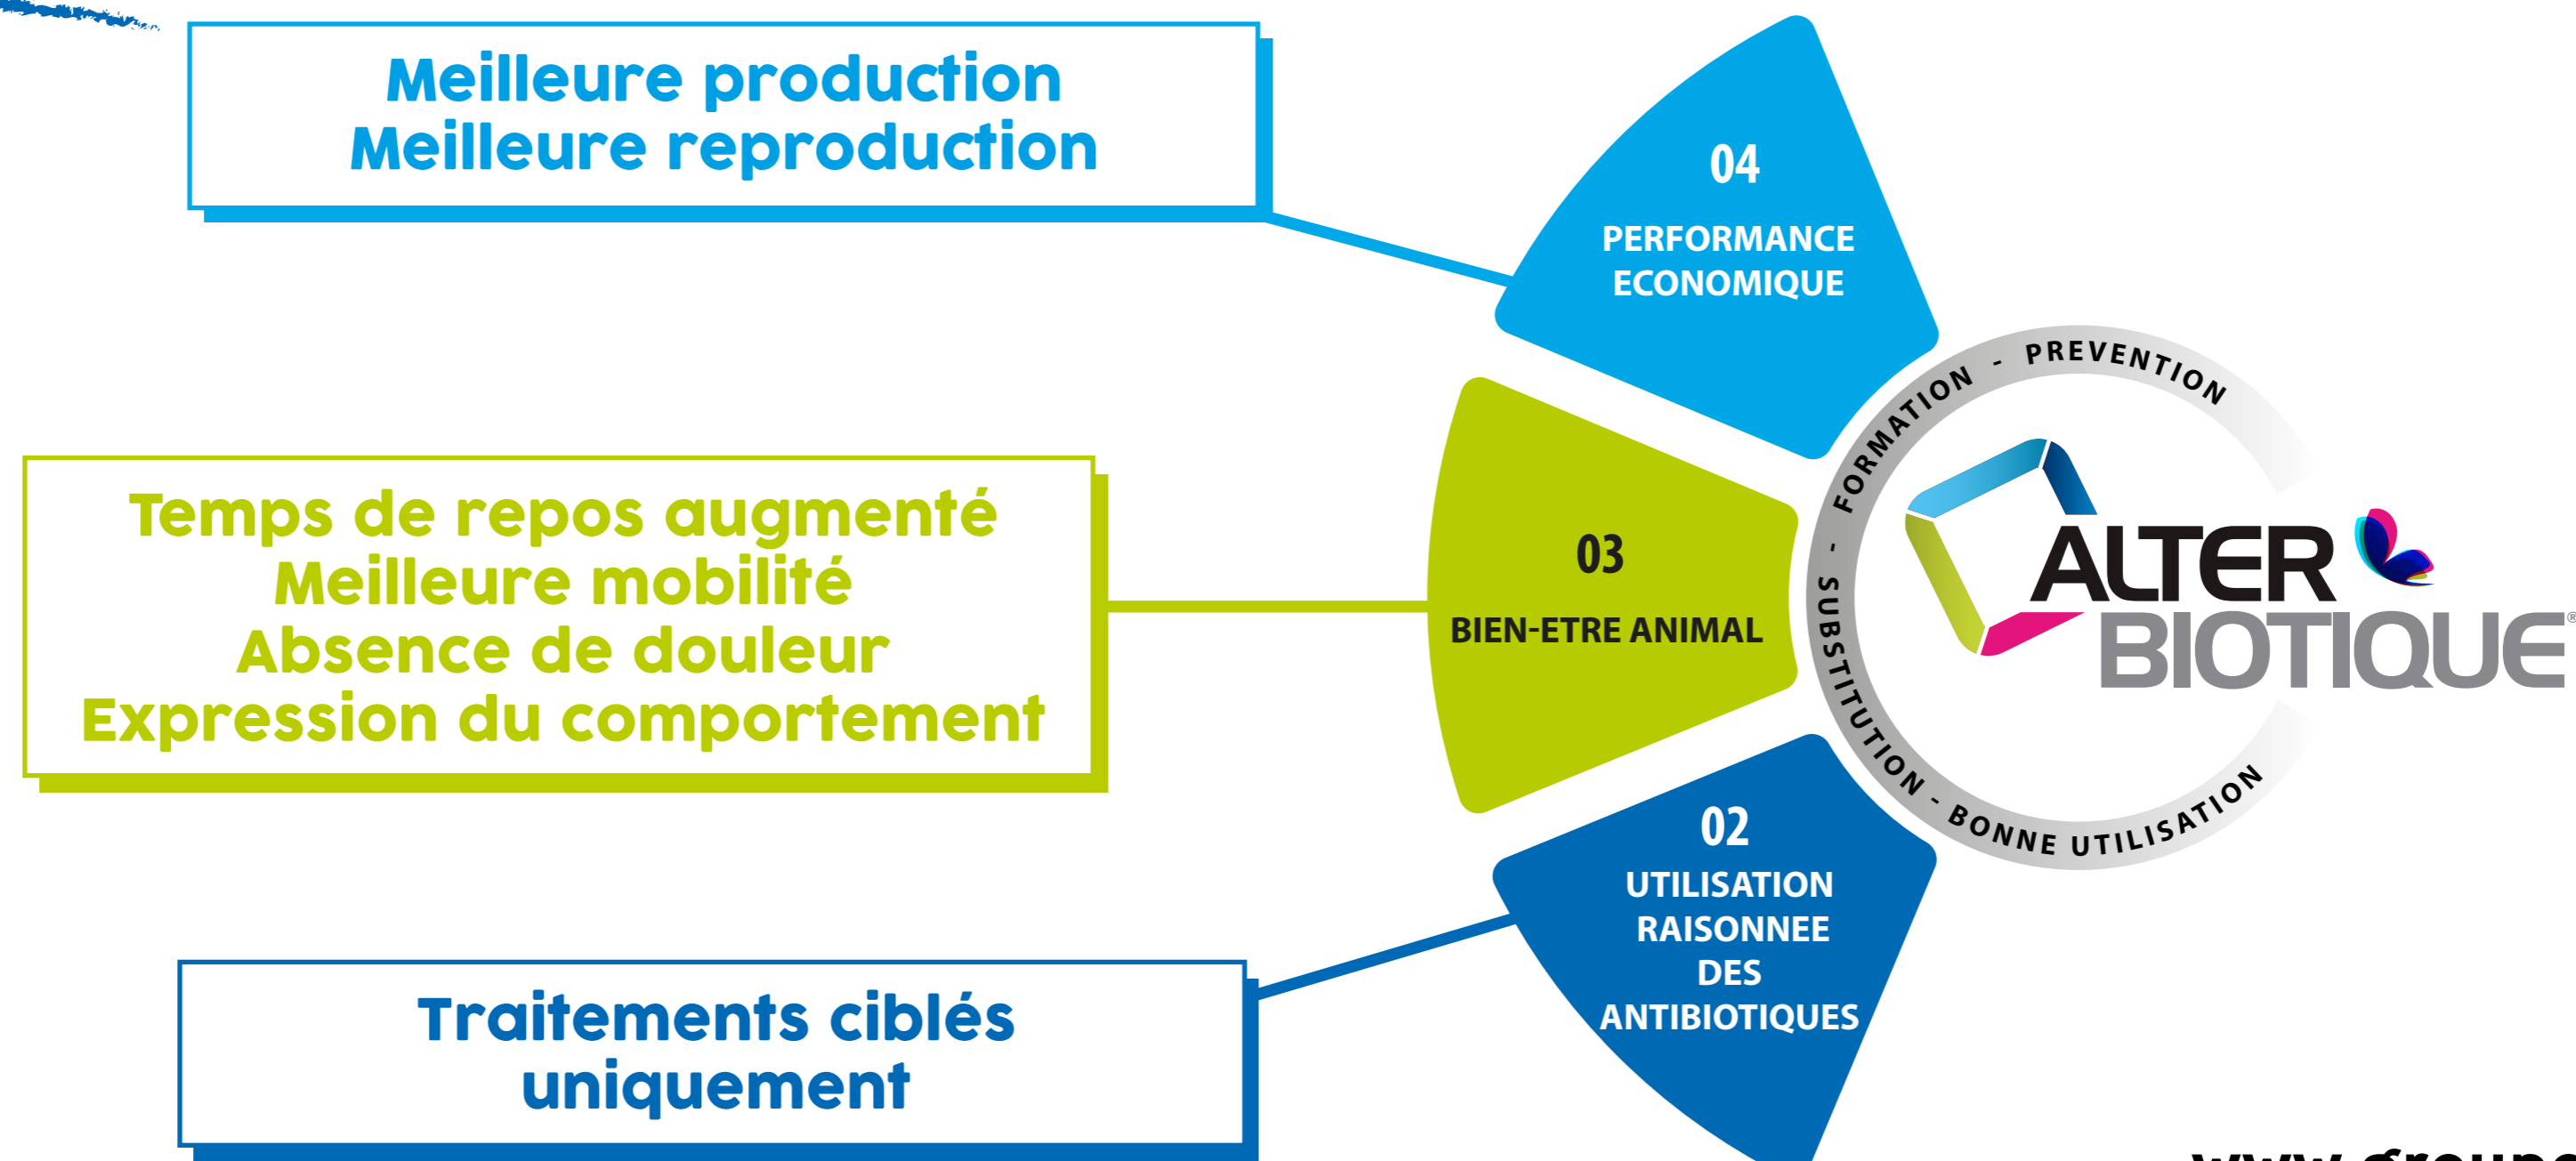 Meilleure production
Meilleure reproduction
04
PERFORMANCE
ECONOMIQUE
Temps de repos augmenté
Meilleure mobilité
Absence de douleur
Expression du comportement
03
BIEN-ETRE ANIMAL
- SUBSTITUTION - FORMATION - PREVENTION
- BONNE UTILISATION
ALTER
BIOTIQUE®
02
UTILISATION
RAISONNEE
DES
ANTIBIOTIQUES
Traitements ciblés
uniquement